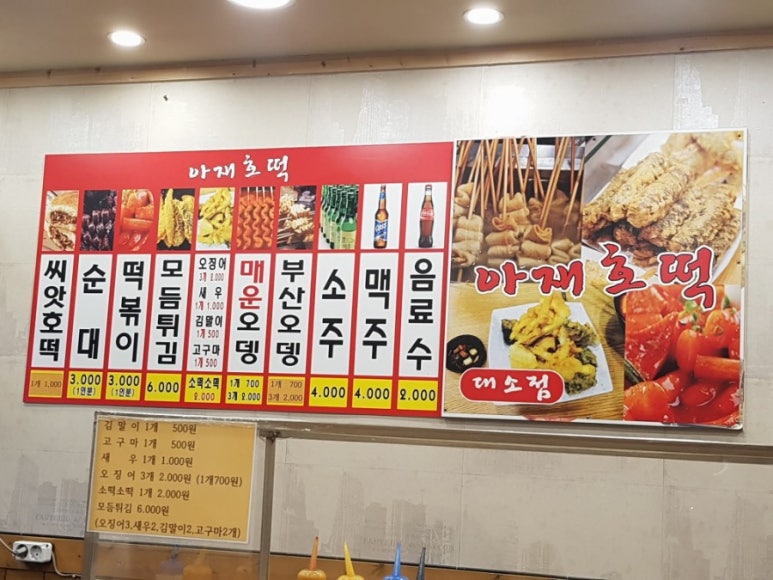 아재호떡
씨앗호떡
1개 1,000
순대
3.000
(1인분)
떡볶이
3.000
(1인분)
모듬튀김
6.000
오징어
3개 2.000
새우
1개 1.000
김말이
1개 500
고구마
1개 500
소떡소떡
2.000
매운오뎅
1개 700
3개 2.000
부산오뎅
1개 700
3개 2,000
소주
4.000
맥주
4.000
음료수
2.000
아재호떡
대소점
김말이 1개 500원
고구마 1개 500원
새우 1개 1.000원
오징어 3개 2.000원 (1개700원)
소떡소떡 1개 2.000원
모듬튀김 6.000원
(오징어3,새우2,김말이2,고구마2개)